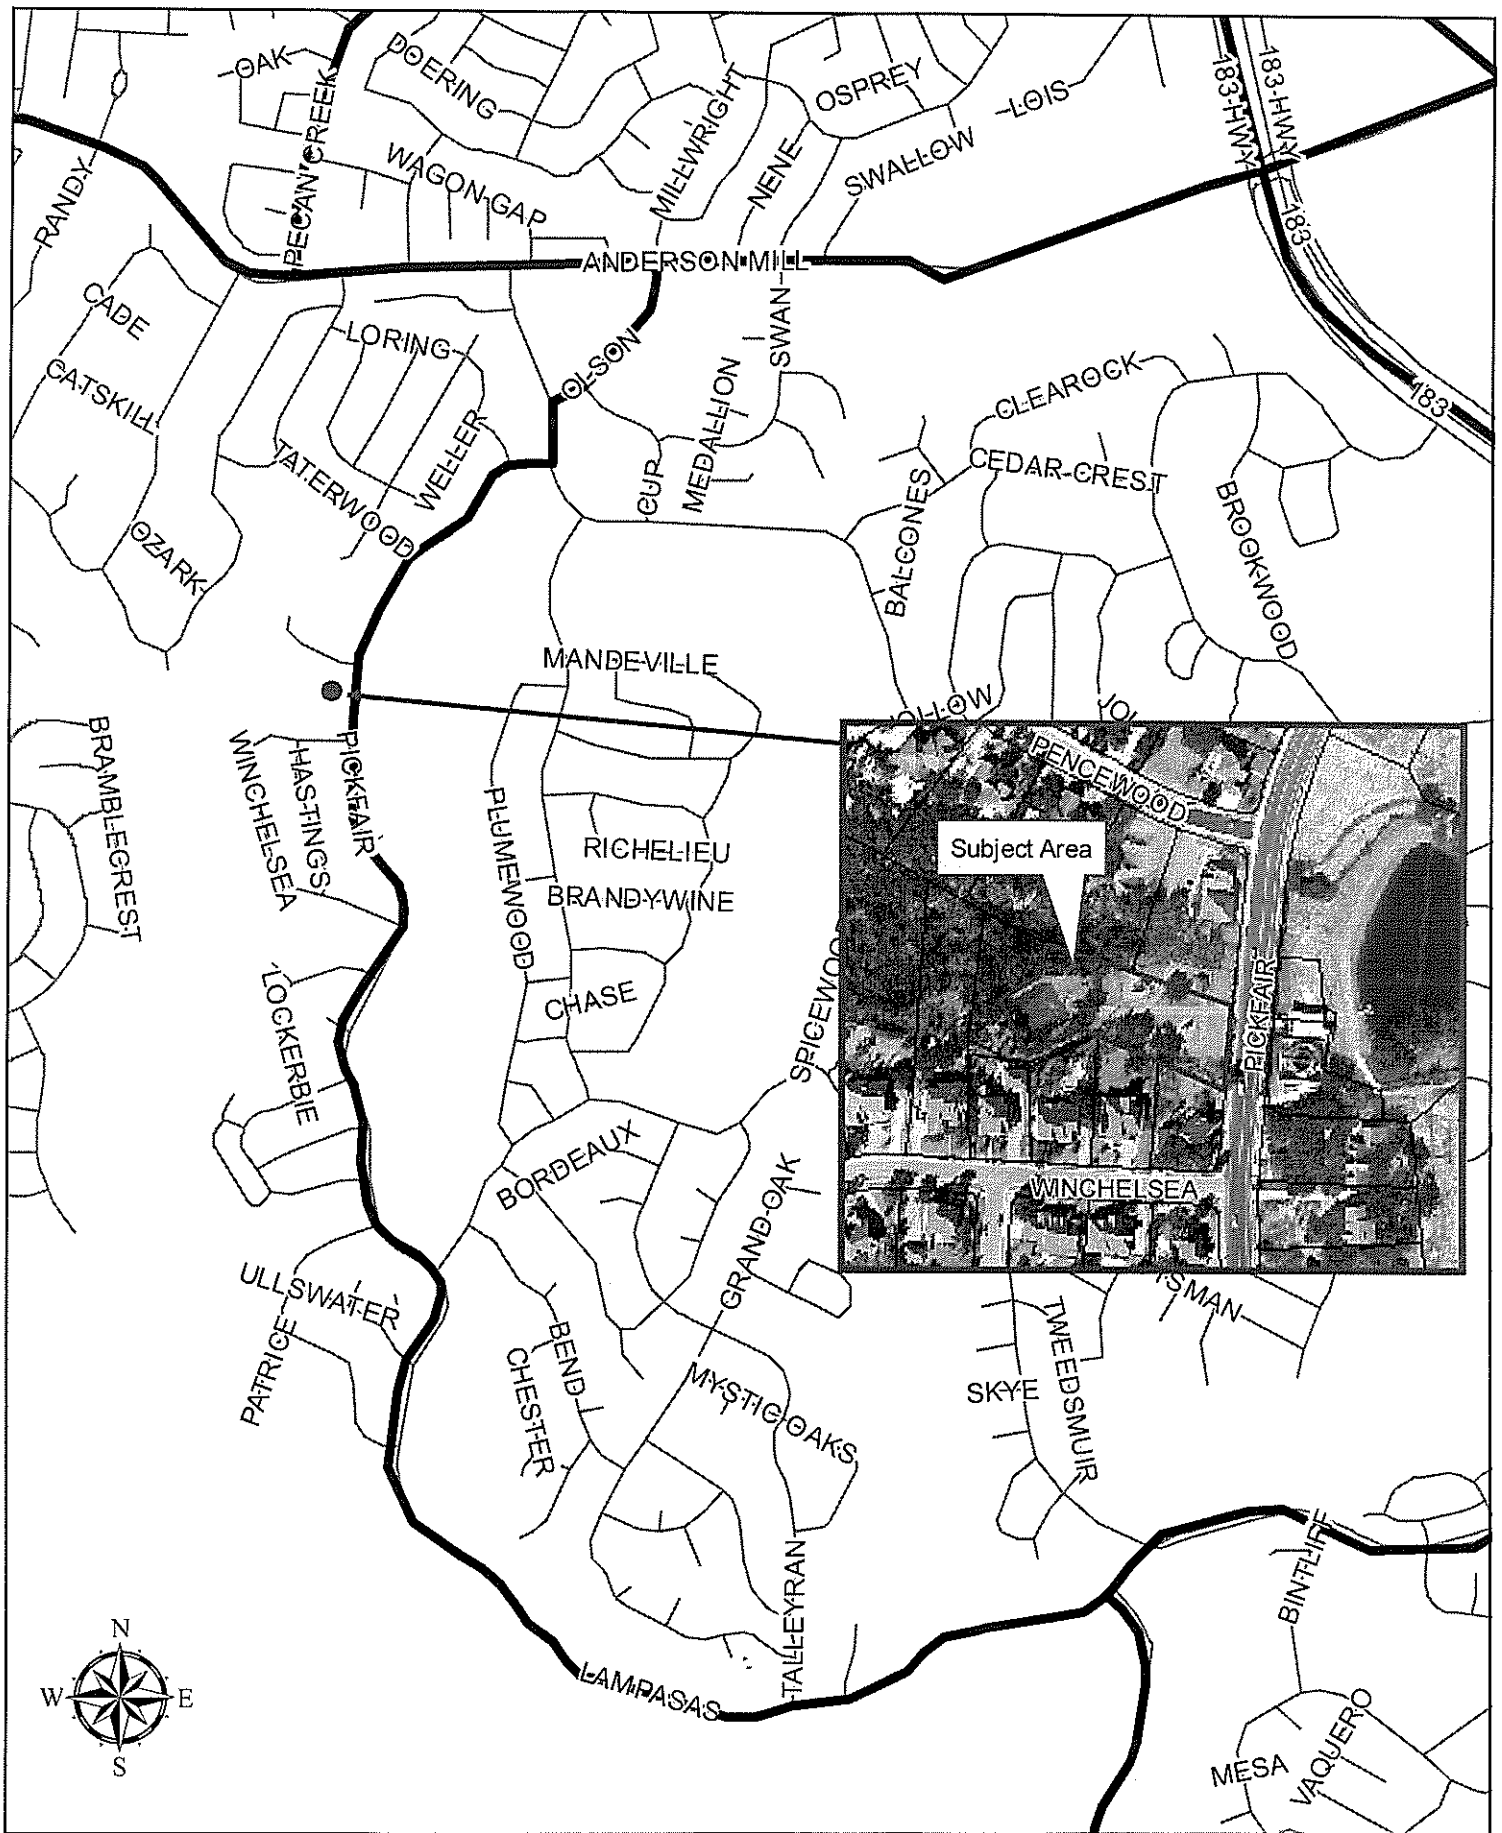 OAK
DOERING
OSPREY
LOIS
183-HWY
183-HWY
PECAN CREEK
MILLWRIGHT
NENE
SWALLOW
WAGON GAP
RANDY
183
ANDERSON MILL
CADE
LORING
OLSON
SWAN
MEDALLION
CLEAROCK
183
CATSKILL
WELLER
CUP
CEDAR CREST
TATERWOOD
BALCONES
BROOKWOOD
OZARK
MANDEVILLE
BRAMBLECREST
WINCHELSEA
HASTINGS
PICKFAIR
PLUMEWOOD
PENCEWOOD
Subject Area
RICHELIEU
BRANDYWINE
LOCKERBIE
CHASE
PICKFAIR
BORDEAUX
GRAND OAK
WINCHELSEA
ULLSWATER
PATRICE
BEND
CHESTER
MYSTIC OAKS
SKYE
TWEEDSMUIR
TALLEYRAN
BINTLIFF
LAMPASAS
N
W E
S
MESA
VAQUERO